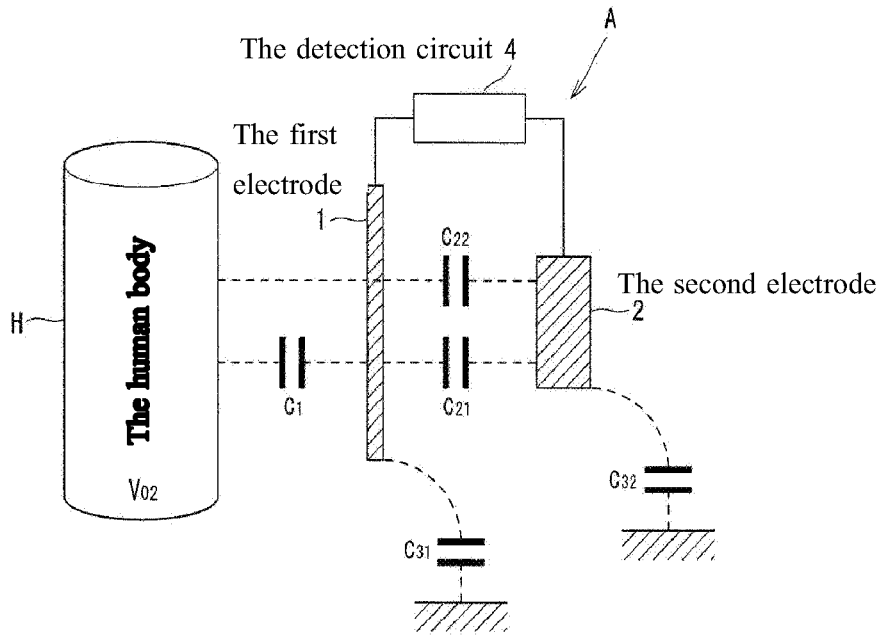 A
The detection circuit 4
The first
electrode
1
C22
The second electrode
2
H
The human body
C1
C21
V02
C32
C31